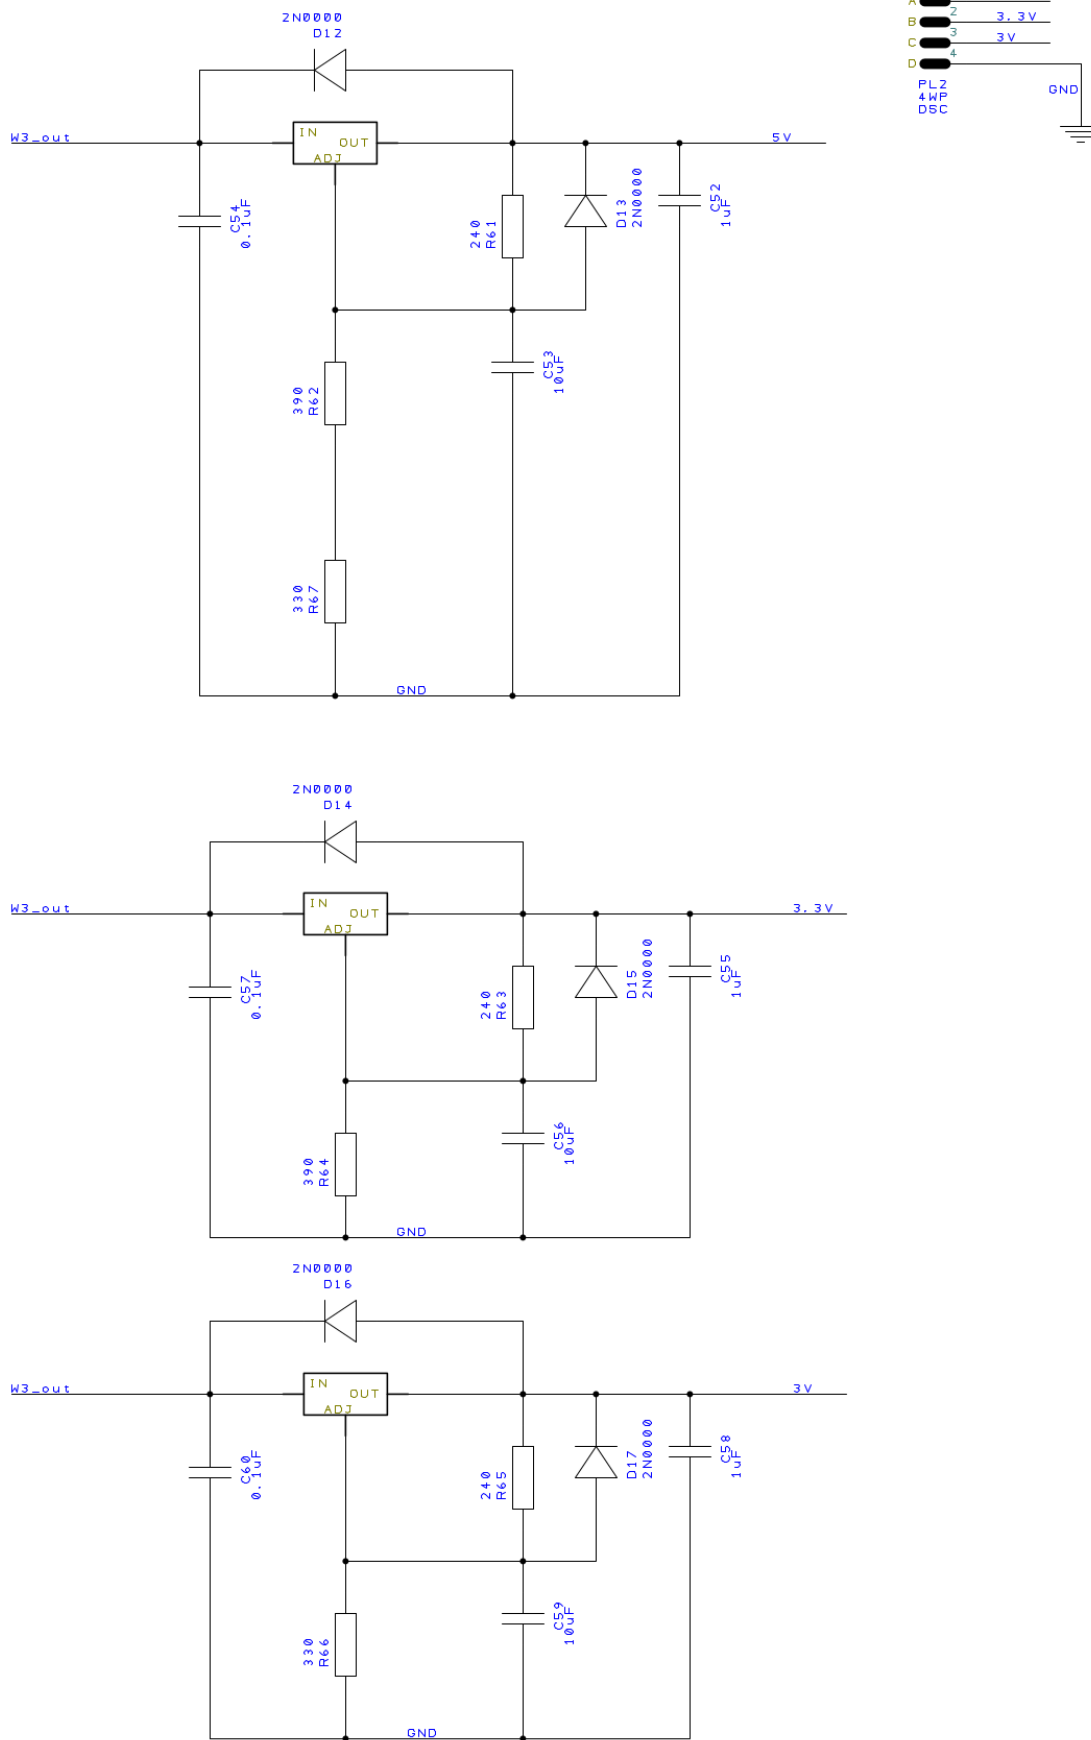 A
2
B
3.3V
3
C
3V
4
D
PL2
4WP
DSC
GND
2N0000
D12
W3_out
IN
OUT
ADJ
5V
C54
0.1uF
240
R61
D13
2N0000
C52
1uF
390
R62
C53
10uF
330
R67
GND
2N0000
D14
W3_out
IN
OUT
ADJ
3.3V
C57
0.1uF
240
R63
D15
2N0000
C55
1uF
390
R64
C56
10uF
GND
2N0000
D16
W3_out
IN
OUT
ADJ
3V
C60
0.1uF
240
R65
D17
2N0000
C58
1uF
330
R66
C59
10uF
GND